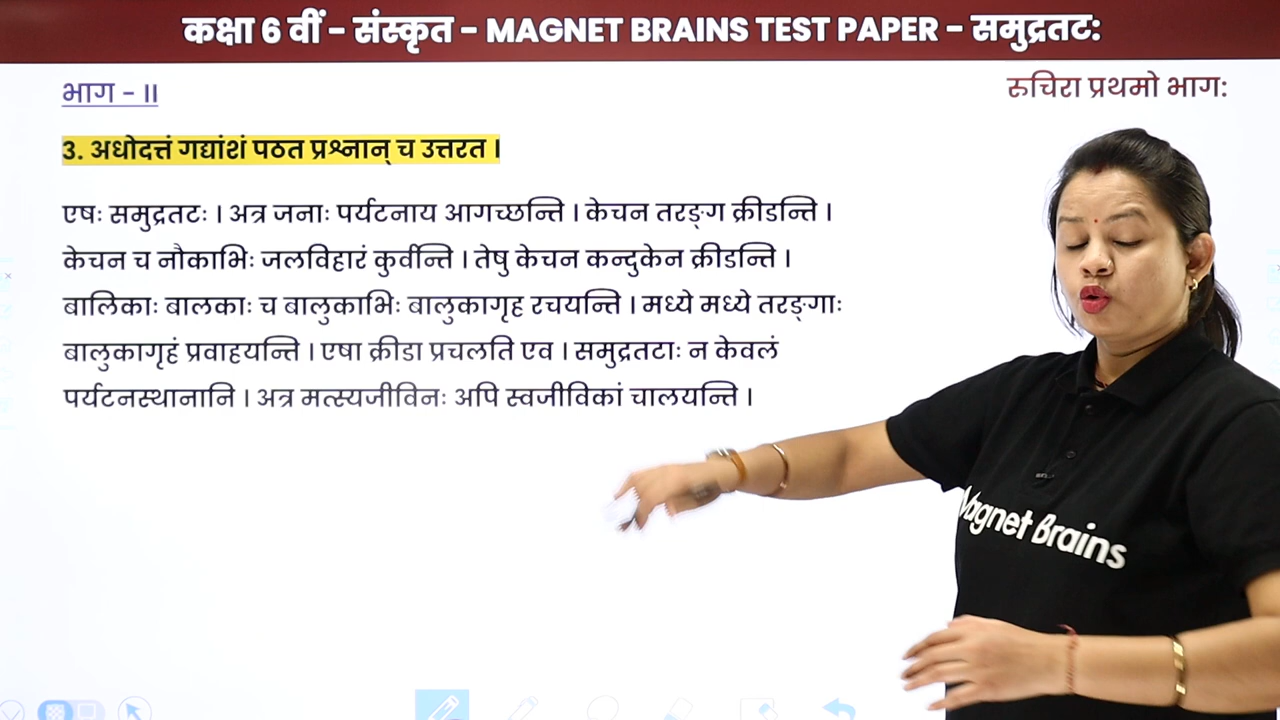 कक्षा 6 वीं - संस्कृत - MAGNET BRAINS TEST PAPER - समुद्रतट:
भाग - II
रुचिरा प्रथमो भाग:
3. अधोदत्तं गद्यांशं पठत प्रश्नान् च उत्तरत ।
एषः समुद्रतटः । अत्र जनाः पर्यटनाय आगच्छन्ति । केचन तरङ्ग क्रीडन्ति ।
केचन च नौकाभिः जलविहारं कुर्वन्ति । तेषु केचन कन्दुकेन क्रीडन्ति ।
बालिकाः बालकाः च बालुकाभिः बालुकागृह रचयन्ति । मध्ये मध्ये तरङ्गाः
बालुकागृहं प्रवाहयन्ति । एषा क्रीडा प्रचलति एव । समुद्रतटाः न केवलं
पर्यटनस्थानानि । अत्र मत्स्यजीविनः अपि स्वजीविकां चालयन्ति ।
Magnet Brains